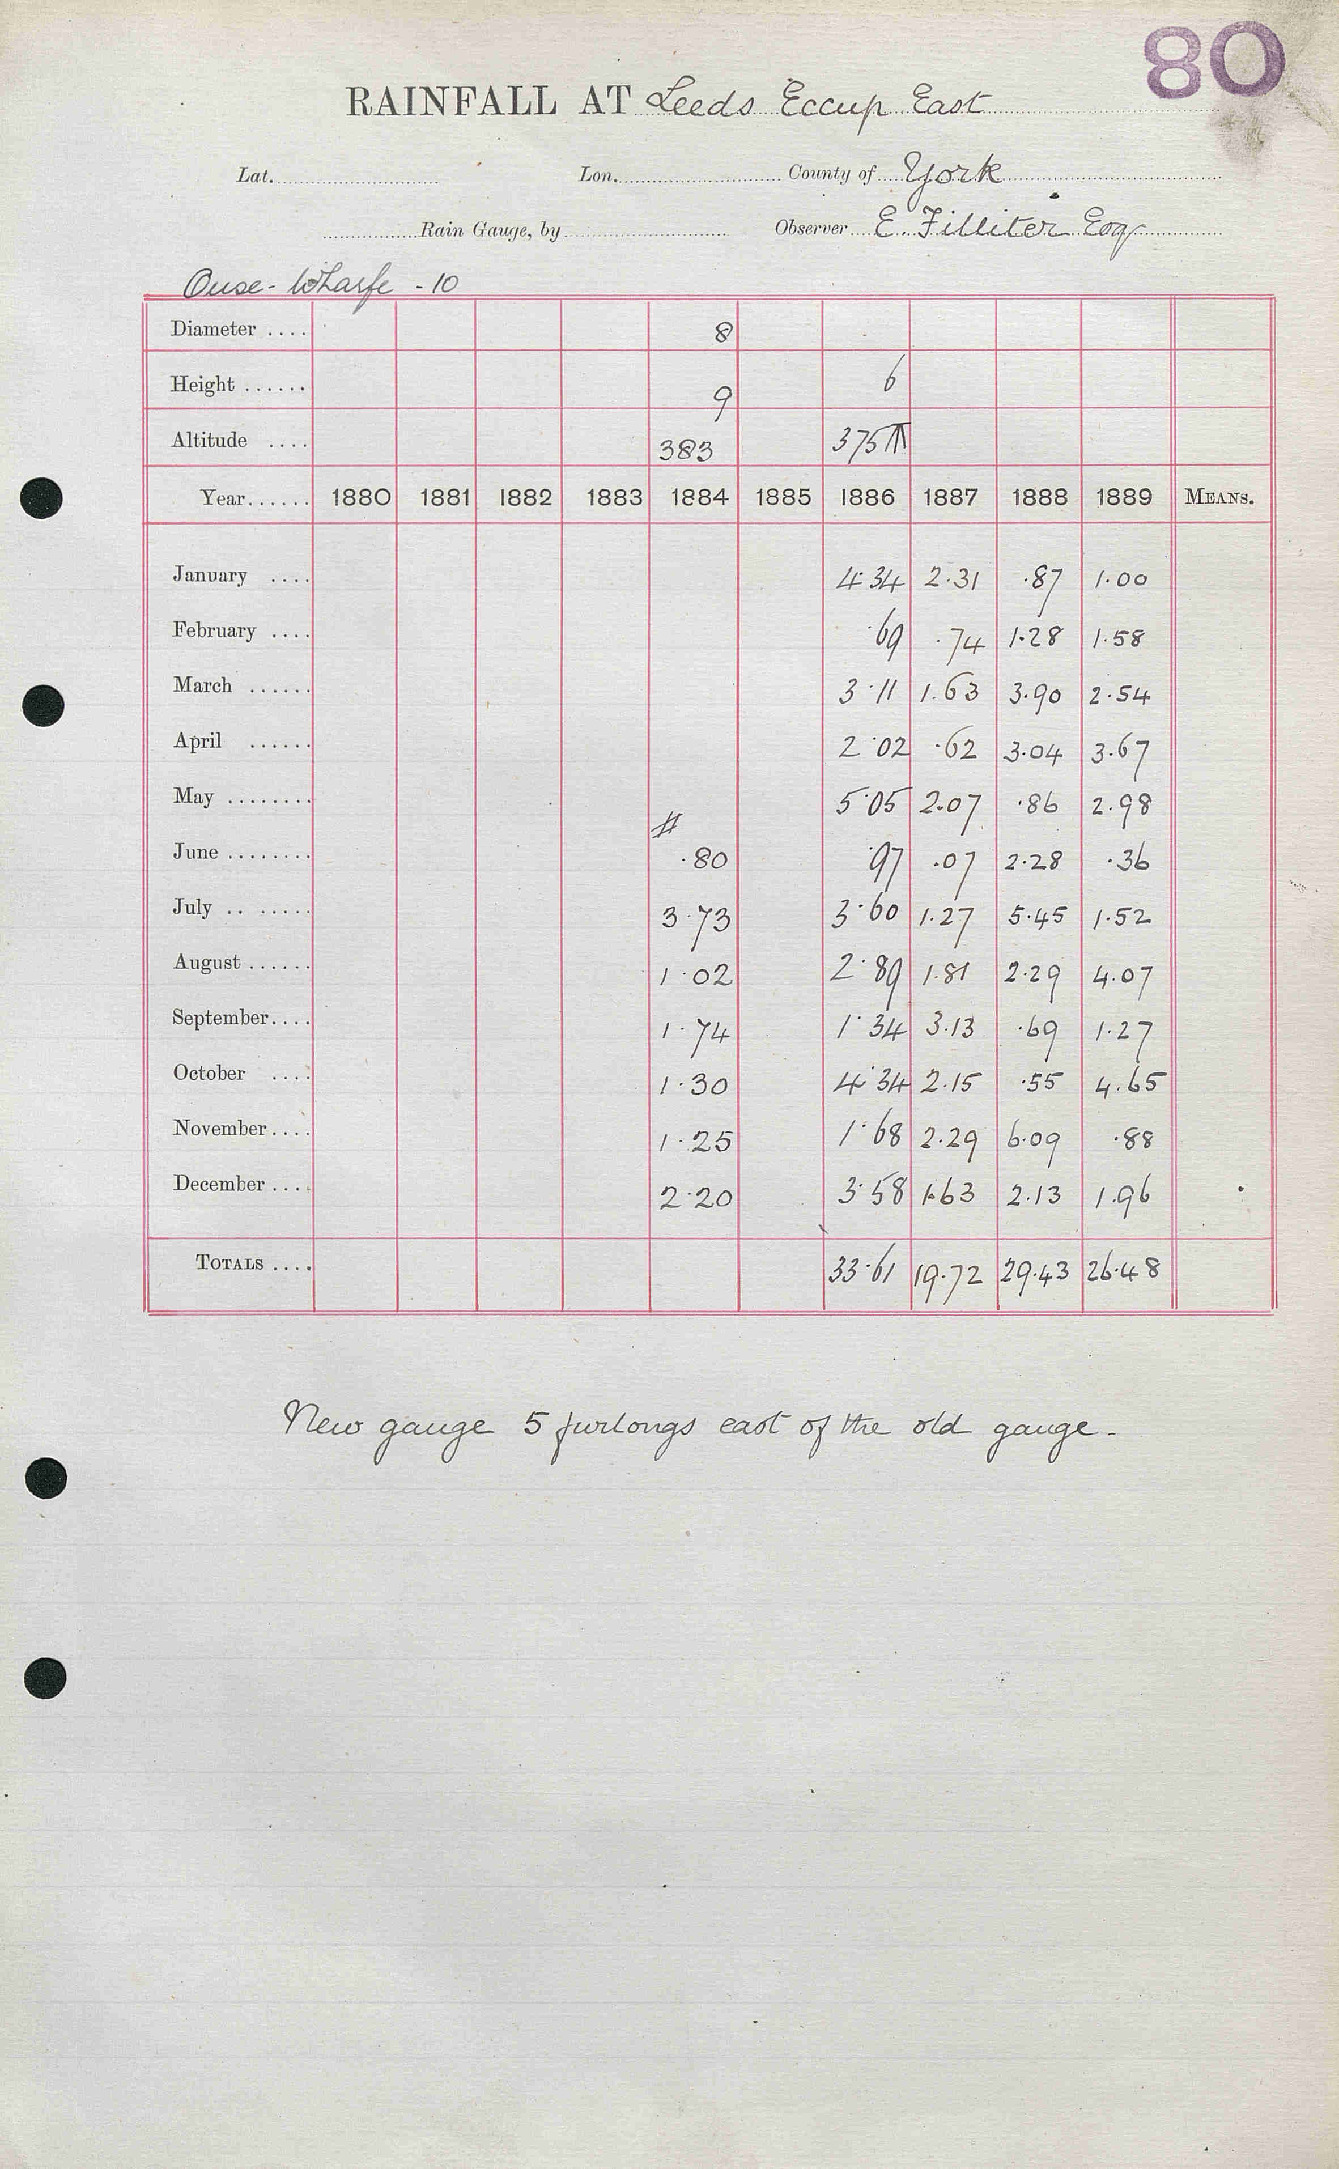 80
RAINFALL AT Leeds Eccup East
Lat. Lon. County of York
Rain Gauge, by Observer E. Filliter Esq
Ouse - Wharfe - 10
Diameter .... 8
Height ...... 9 6
Altitude .... 383 375
Year...... 1880 1881 1882 1883 1884 1885 1886 1887 1888 1889 MEANS.
January .... 4.34 2.31 .87 1.00
February .... .69 .74 1.28 1.58
March ...... 3.11 1.63 3.90 2.54
April ...... 2.02 .62 3.04 3.67
May ........ 5.05 2.07 .86 2.98
#
June ........ .80 .97 .07 2.28 .36
July .. ..... 3.73 3.60 1.27 5.45 1.52
August ...... 1.02 2.89 1.81 2.29 4.07
September.... 1.74 1.34 3.13 .69 1.27
October .... 1.30 4.34 2.15 .55 4.65
November.... 1.25 1.68 2.29 6.09 .88
December .... 2.20 3.58 1.63 2.13 1.96
TOTALS .... 33.61 19.72 29.43 26.48
New gauge 5 furlongs east of the old gauge.